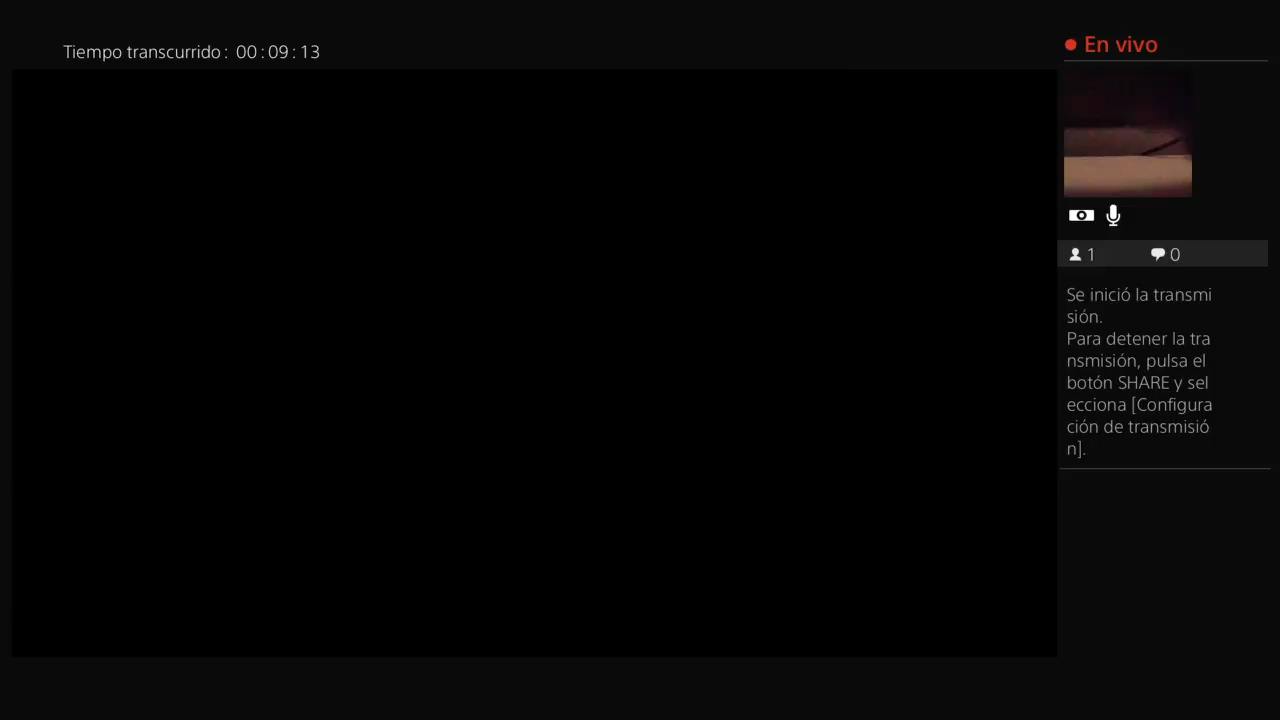 Tiempo transcurrido : 00 : 09 : 13
En vivo
1
0
Se inició la transmi
sión.
Para detener la tra
nsmisión, pulsa el
botón SHARE y sel
ecciona [Configura
ción de transmisió
n].